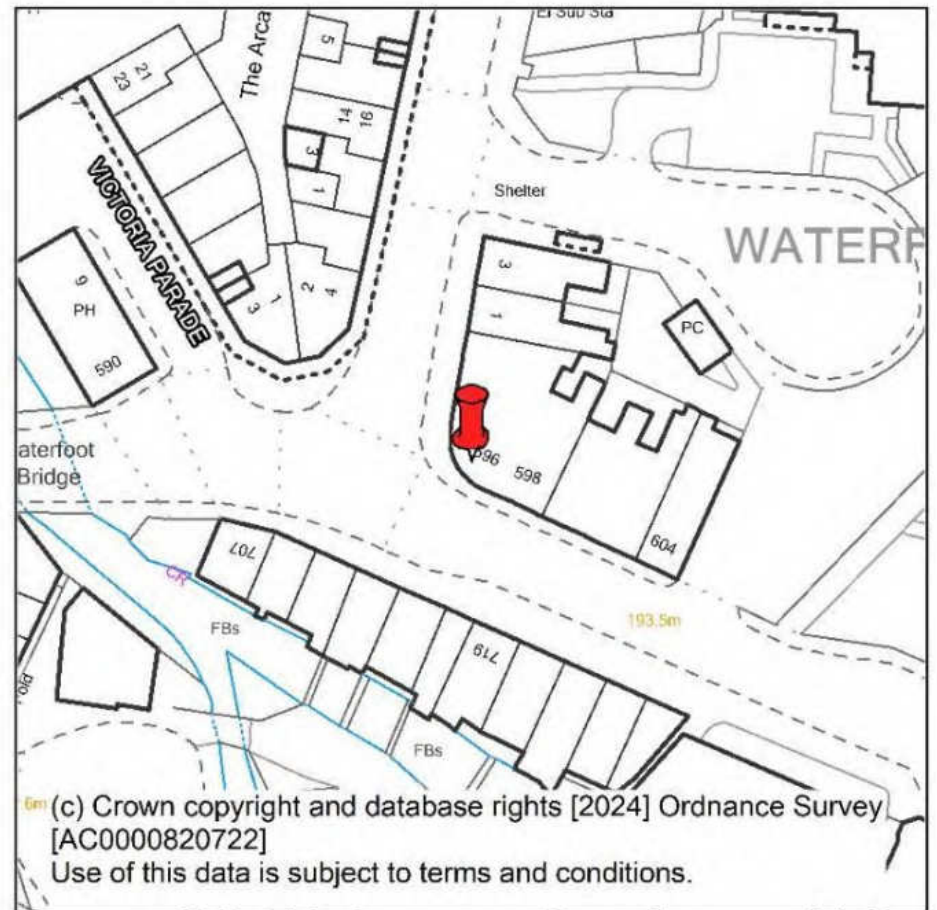 El Sub Sta
The Arca
5
21
23
14
16
3
1
Shelter
VICTORIA PARADE
WATERF
3
1
9
PH
590
1
3
2
4
PC
aterfoot
Bridge
596
598
604
707
CR
193.5m
FBs
719
old
FBs
6m
(c) Crown copyright and database rights [2024] Ordnance Survey
[AC0000820722]
Use of this data is subject to terms and conditions.